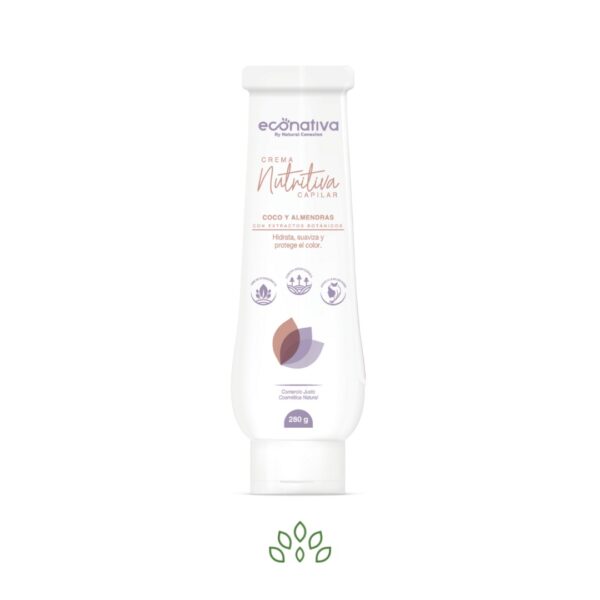 econativa
By Natural Conexion
CREMA
Nutritiva
CAPILAR
COCO Y ALMENDRAS
CON EXTRACTOS BOTÁNICOS
Hidrata, suaviza y
protege el color.
Comercio Justo
Cosmética Natural
280 g